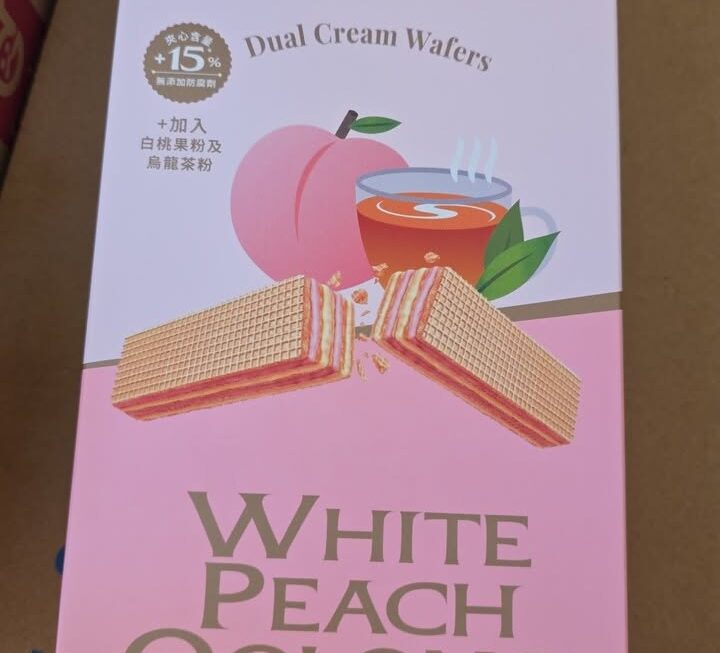 Dual Cream Wafers
夾心含量
+15%
無添加防腐劑
+加入
白桃果粉及
烏龍茶粉
WHITE
PEACH